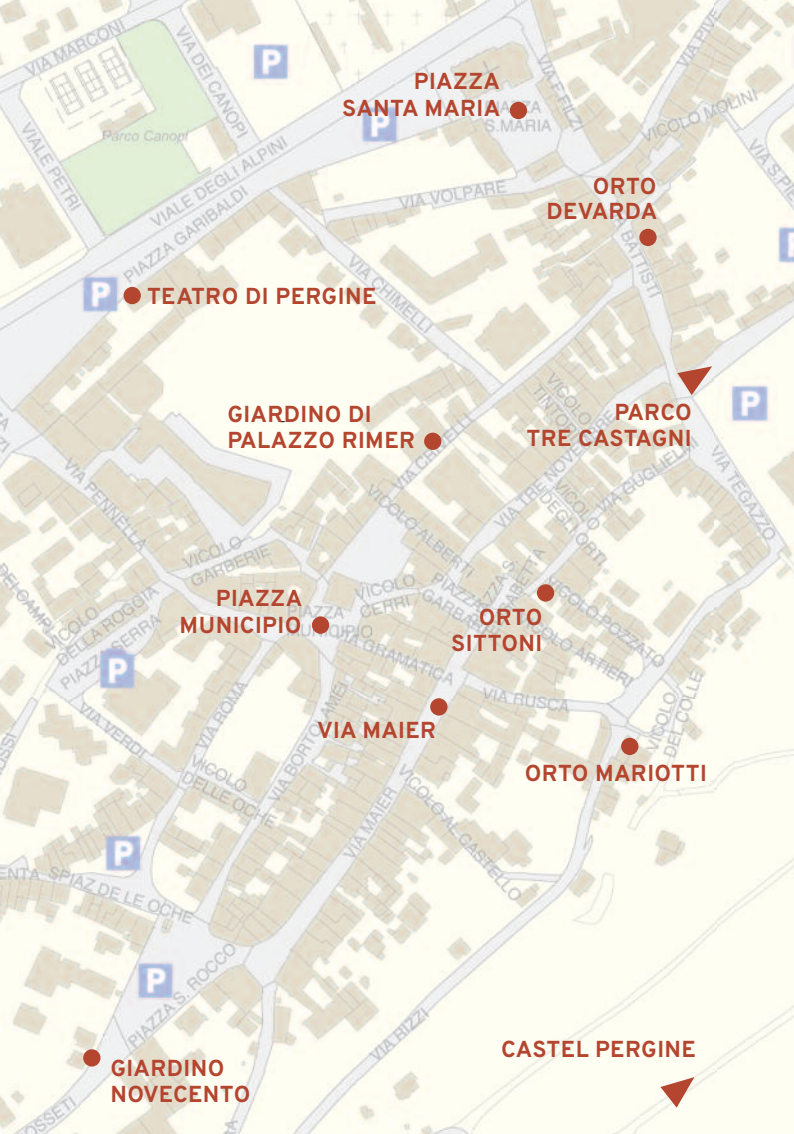 VIA MARCONI
VIA DEI CANOPI
P
PIAZZA
SANTA MARIA
P
S.MARIA
VIA F.FILZI
VIA PIVE
VICOLO MOLINI
Parco Canopi
VIALE PETRI
VIALE DEGLI ALPINI
PIAZZA GARIBALDI
VIA VOLPARE
ORTO
DEVARDA
BATTISTI
P
TEATRO DI PERGINE
VIA CHIMELLI
PARCO
TRE CASTAGNI
P
GIARDINO DI
PALAZZO RIMER
VICOLO
VIA TRE NOVEMBRE
VIA GUGLIELMI
VICOLO
DEGLI ORTI
VIA TEGAZZO
VIA PENNELLA
VICOLO ALBERTI
VICOLO
GARBERIE
VICOLO
CERRI
PIAZZA
MUNICIPIO
PIAZZA
MUNICIPIO
VICOLO
DELLA ROGGIA
PIAZZA SERRA
P
ORTO
SITTONI
VICOLO POZZATO
GRAMATICA
VIA RUSCA
VIA MAIER
VICOLO
DEL COLLE
ORTO MARIOTTI
VIA ROMA
VIA VERDI
VICOLO
DELLE OCHE
VIA MAIER
VICOLO AL CASTELLO
P
SPIAZ DE LE OCHE
P
PIAZZA S. ROCCO
VIA RIZZI
CASTEL PERGINE
GIARDINO
NOVECENTO